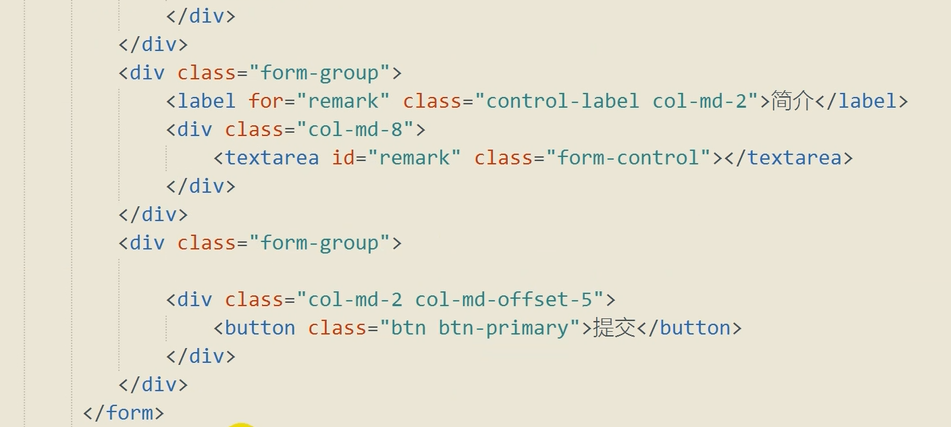 </div>
</div>
<div class="form-group">
<label for="remark" class="control-label col-md-2">简介</label>
<div class="col-md-8">
<textarea id="remark" class="form-control"></textarea>
</div>
</div>
<div class="form-group">
<div class="col-md-2 col-md-offset-5">
<button class="btn btn-primary">提交</button>
</div>
</div>
</form>